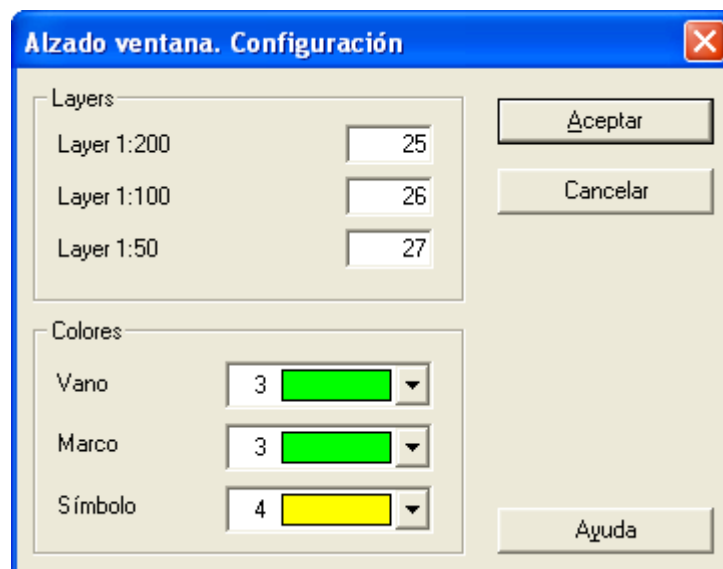 Alzado ventana. Configuración
Layers
Layer 1:200 25
Layer 1:100 26
Layer 1:50 27
Aceptar
Cancelar
Colores
Vano 3
Marco 3
Símbolo 4
Ayuda